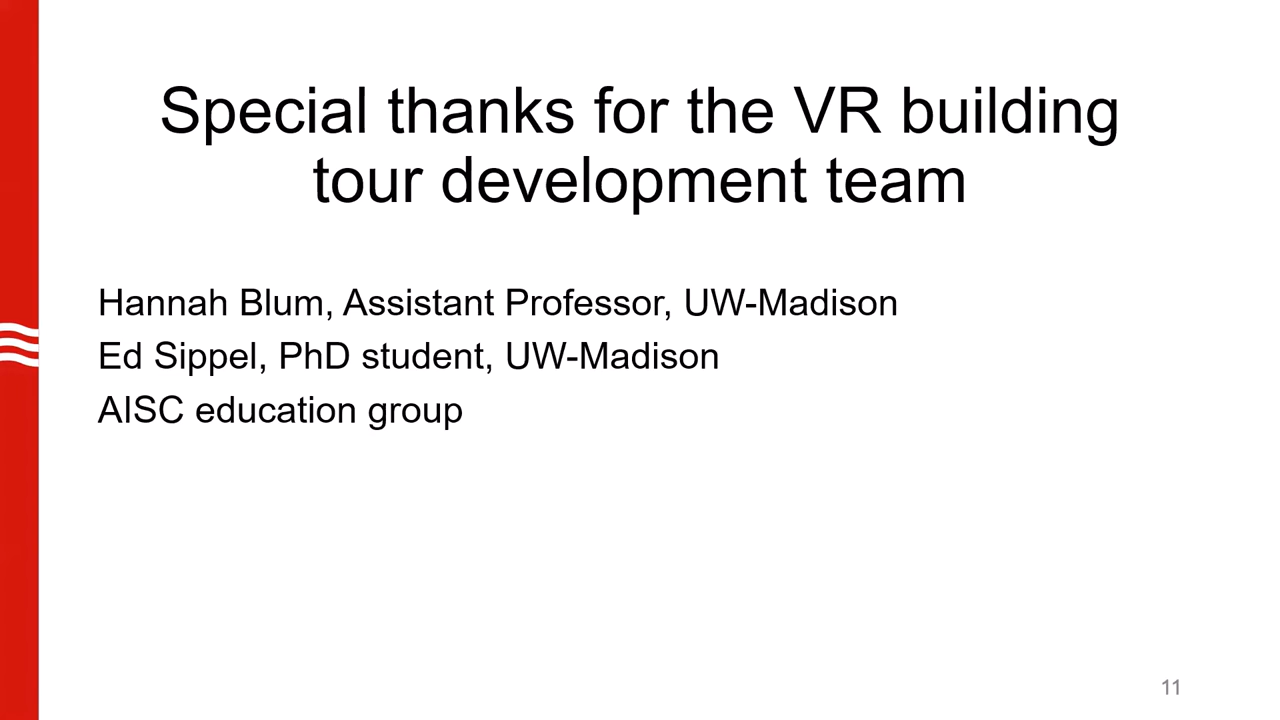 Special thanks for the VR building
tour development team
Hannah Blum, Assistant Professor, UW-Madison
Ed Sippel, PhD student, UW-Madison
AISC education group
11